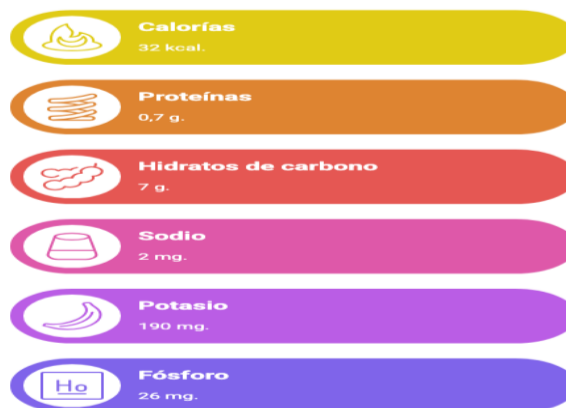 Calorías
32 kcal.
Proteínas
0,7 g.
Hidratos de carbono
7 g.
Sodio
2 mg.
Potasio
190 mg.
Fósforo
Ho
26 mg.